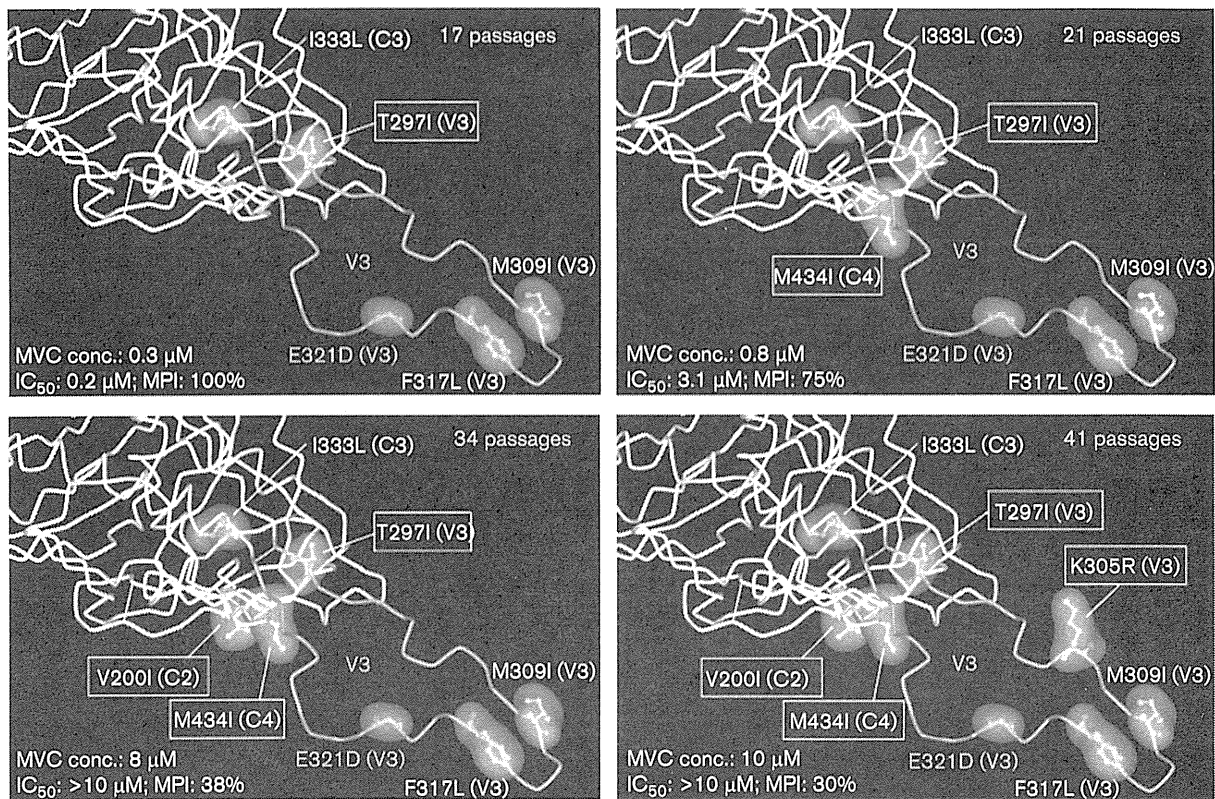 I333L (C3)
17 passages
T297I (V3)
V3
M309I (V3)
E321D (V3)
F317L (V3)
MVC conc.: 0.3 µM
IC50: 0.2 µM; MPI: 100%
I333L (C3)
21 passages
T297I (V3)
M434I (C4)
V3
M309I (V3)
E321D (V3)
F317L (V3)
MVC conc.: 0.8 µM
IC50: 3.1 µM; MPI: 75%
I333L (C3)
34 passages
T297I (V3)
V200I (C2)
M434I (C4)
V3
M309I (V3)
E321D (V3)
F317L (V3)
MVC conc.: 8 µM
IC50: >10 µM; MPI: 38%
I333L (C3)
41 passages
T297I (V3)
K305R (V3)
V200I (C2)
M434I (C4)
V3
M309I (V3)
E321D (V3)
F317L (V3)
MVC conc.: 10 µM
IC50: >10 µM; MPI: 30%